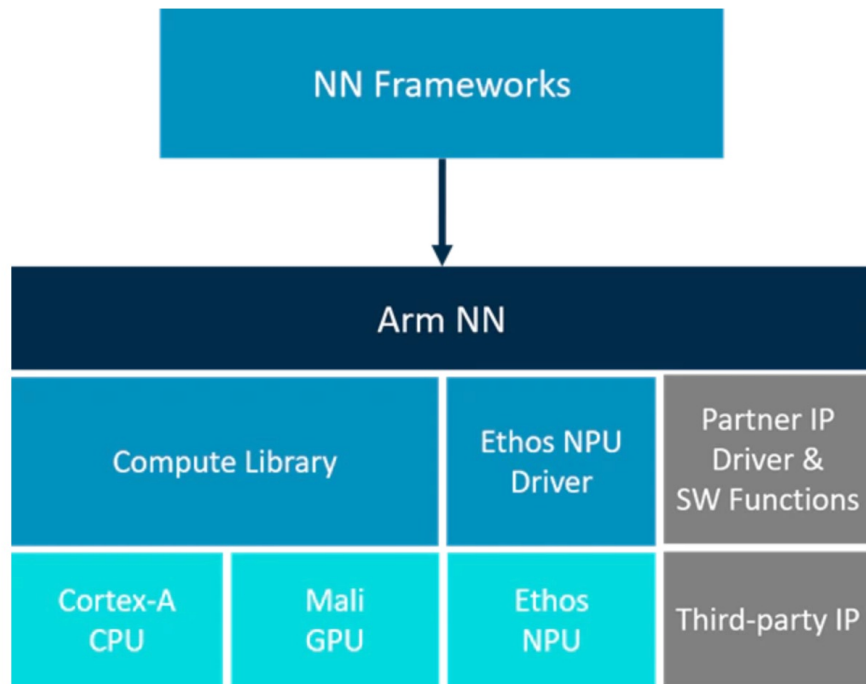 NN Frameworks
Arm NN
Compute Library
Ethos NPU
Driver
Partner IP
Driver &
SW Functions
Cortex-A
CPU
Mali
GPU
Ethos
NPU
Third-party IP